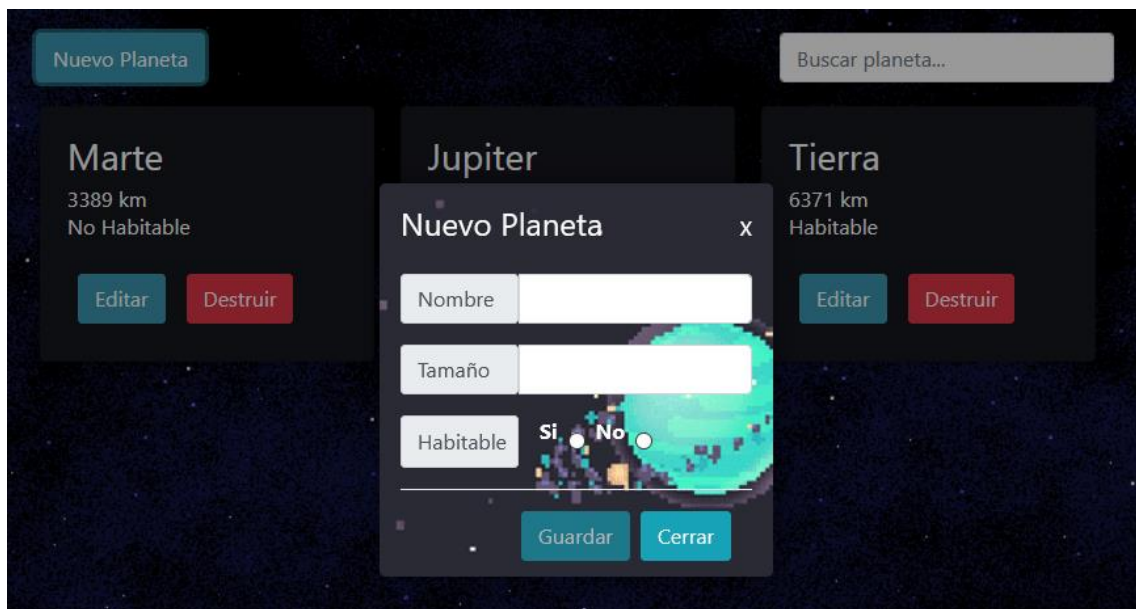 Nuevo Planeta
Buscar planeta...
Marte
3389 km
No Habitable
Editar
Destruir
Jupiter
Tierra
6371 km
Habitable
Editar
Destruir
Nuevo Planeta
x
Nombre
Tamaño
Habitable
Si
No
Guardar
Cerrar